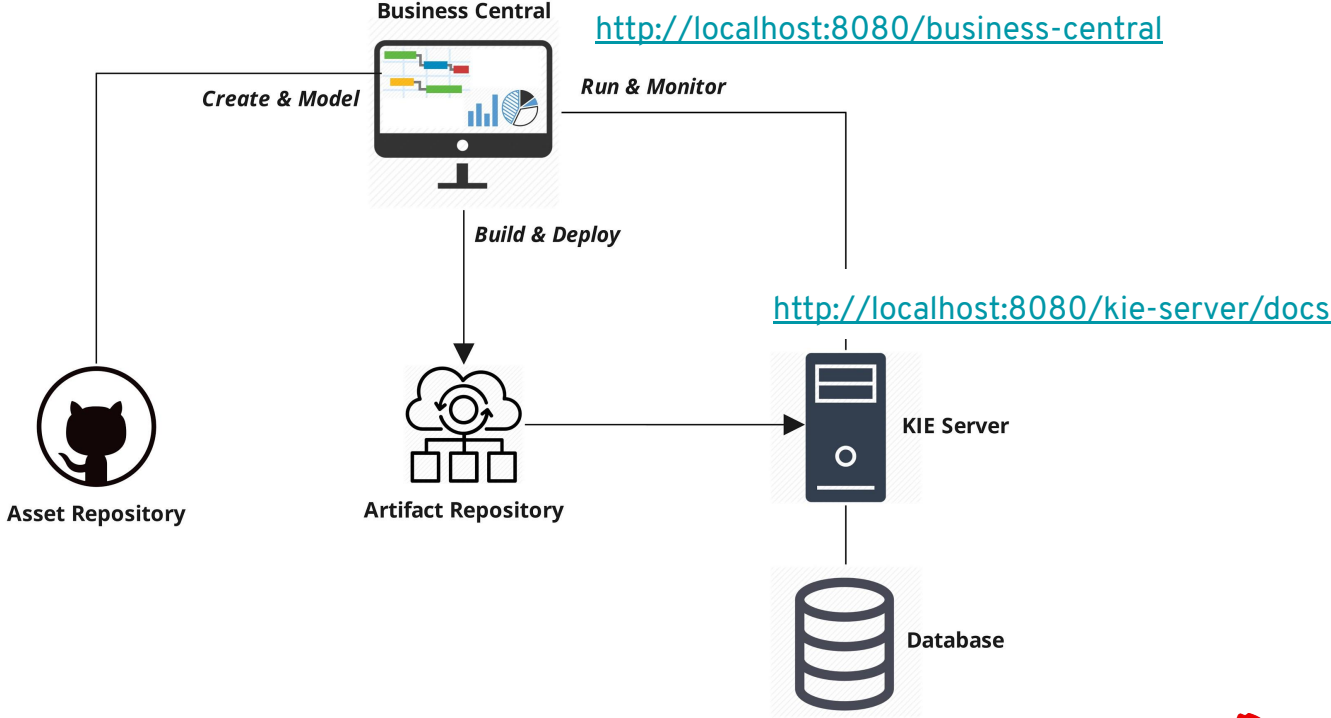 Business Central
http://localhost:8080/business-central
Create & Model
Run & Monitor
Build & Deploy
http://localhost:8080/kie-server/docs
KIE Server
Asset Repository
Artifact Repository
Database